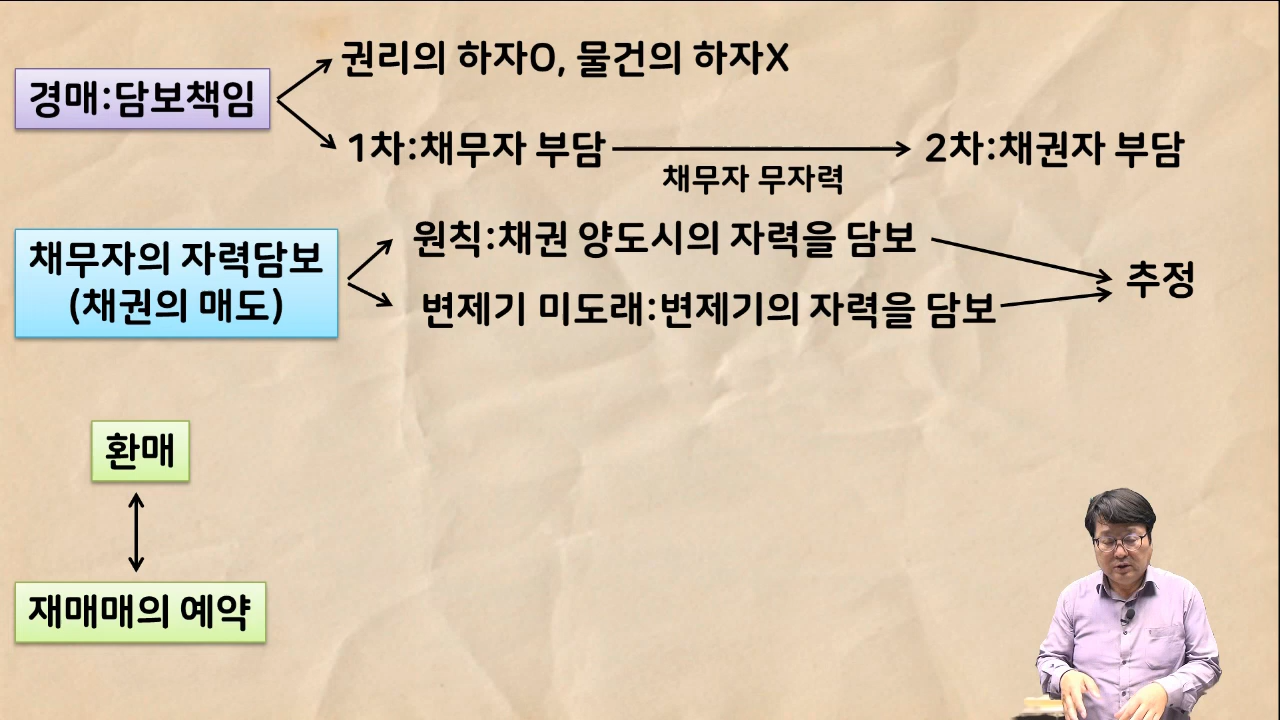 경매:담보책임
권리의 하자O, 물건의 하자X
1차:채무자 부담
채무자 무자력
2차:채권자 부담
채무자의 자력담보
(채권의 매도)
원칙:채권 양도시의 자력을 담보
변제기 미도래:변제기의 자력을 담보
추정
환매
재매매의 예약